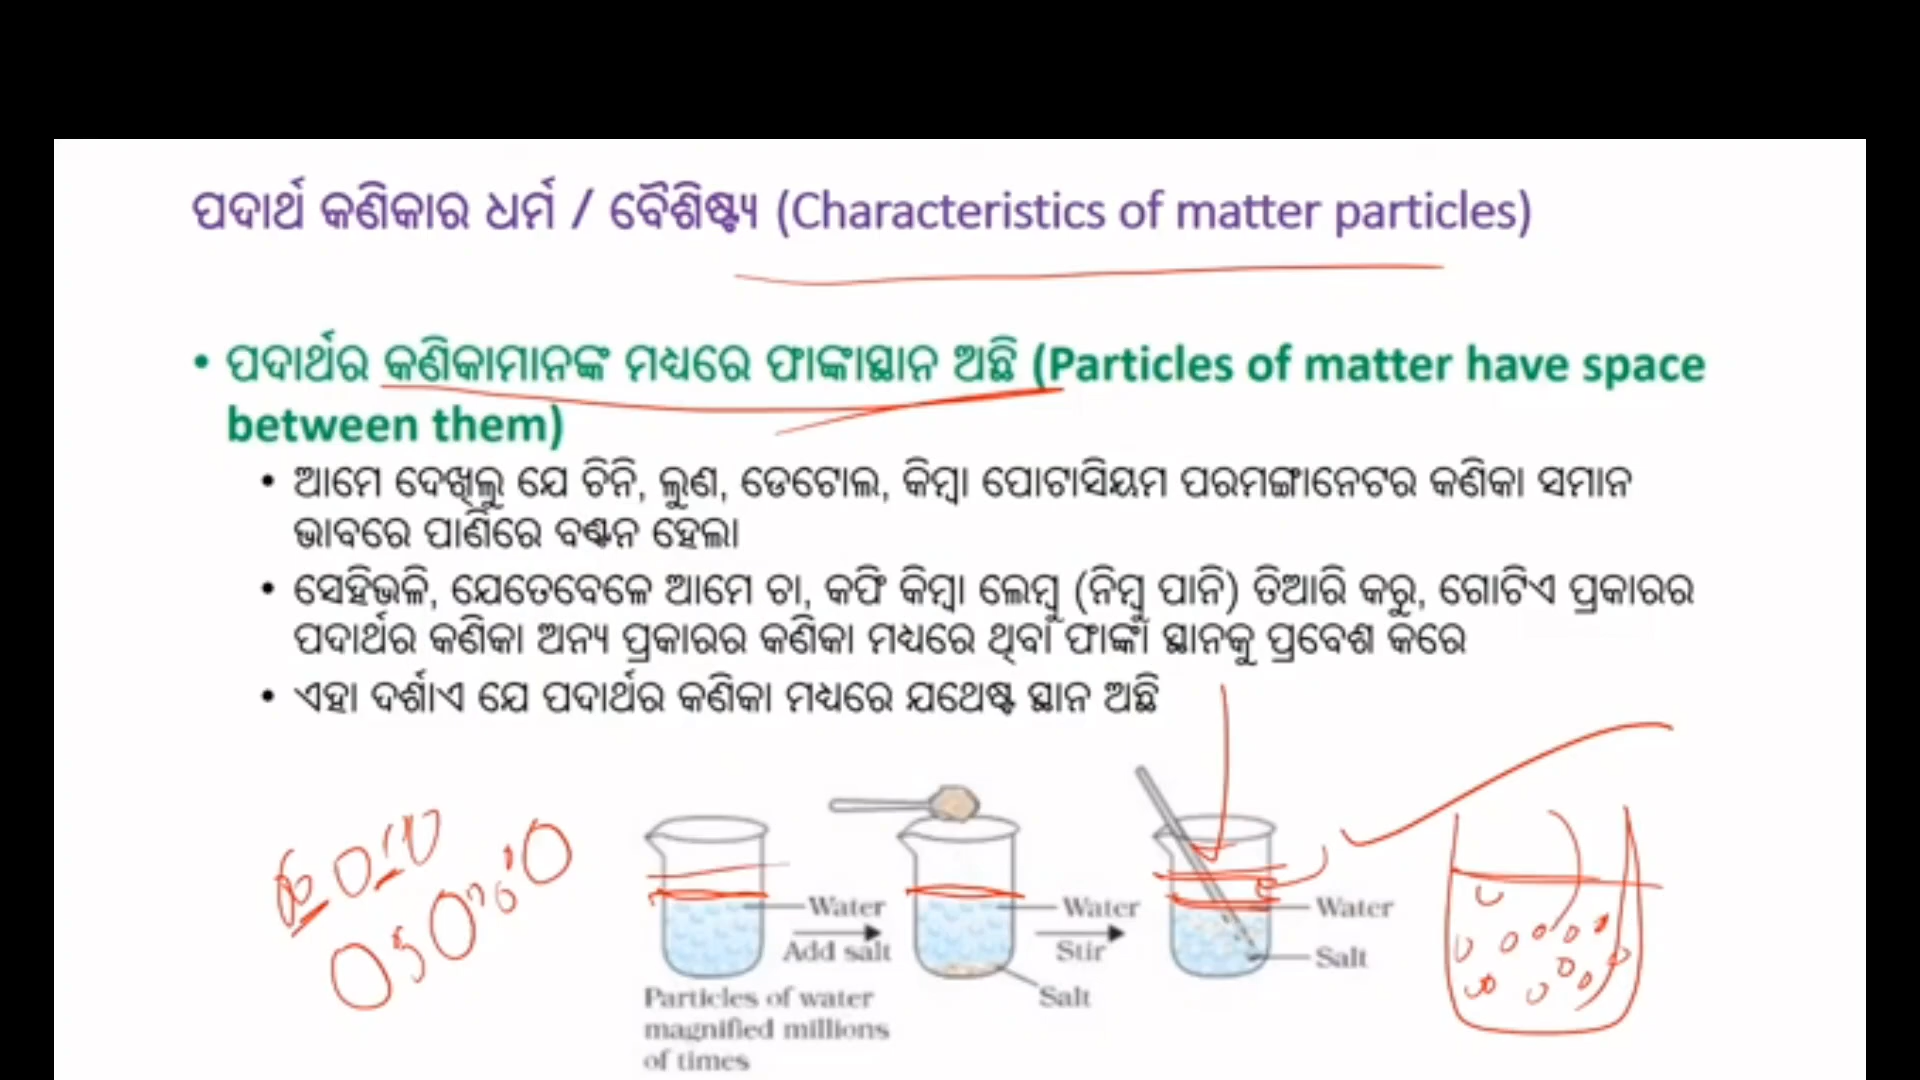 ପଦାର୍ଥ କଣିକାର ଧର୍ମ / ବୈଶିଷ୍ଟ୍ୟ (Characteristics of matter particles)
• ପଦାର୍ଥର କଣିକାମାନଙ୍କ ମଧ୍ୟରେ ଫାଙ୍କାସ୍ଥାନ ଅଛି (Particles of matter have space
between them)
• ଆମେ ଦେଖିଲୁ ଯେ ଚିନି, ଲୁଣ, ଡେଟୋଲ, କିମ୍ବା ପୋଟାସିୟମ ପରମଙ୍ଗାନେଟର କଣିକା ସମାନ
ଭାବରେ ପାଣିରେ ବଣ୍ଟନ ହେଲା
• ସେହିଭଳି, ଯେତେବେଳେ ଆମେ ଚା, କଫି କିମ୍ବା ଲେମ୍ବୁ (ନିମ୍ବୁ ପାନି) ତିଆରି କରୁ, ଗୋଟିଏ ପ୍ରକାରର
ପଦାର୍ଥର କଣିକା ଅନ୍ୟ ପ୍ରକାରର କଣିକା ମଧ୍ୟରେ ଥିବା ଫାଙ୍କା ସ୍ଥାନକୁ ପ୍ରବେଶ କରେ
• ଏହା ଦର୍ଶାଏ ଯେ ପଦାର୍ଥର କଣିକା ମଧ୍ୟରେ ଯଥେଷ୍ଟ ସ୍ଥାନ ଅଛି
Water
Add salt
Water
Stir
Water
Salt
Salt
Particles of water
magnified millions
of times